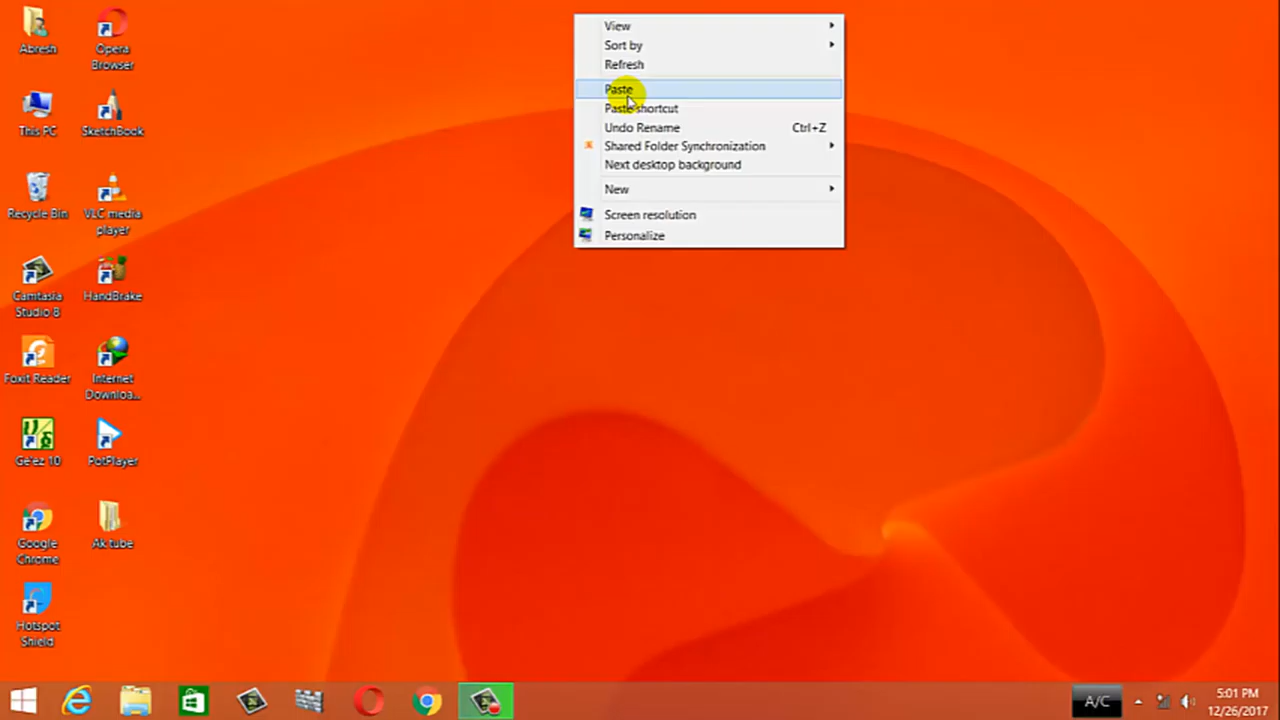 Abresh
Opera
Browser
This PC
SketchBook
Recycle Bin
VLC media
player
Camtasia
Studio 8
HandBrake
Foxit Reader
Internet
Downloa...
Ge'ez 10
PotPlayer
Google
Chrome
Ak tube
Hotspot
Shield
View
Sort by
Refresh
Paste
Paste shortcut
Undo Rename Ctrl+Z
Shared Folder Synchronization
Next desktop background
New
Screen resolution
Personalize
A/C
5:01 PM
12/26/2017